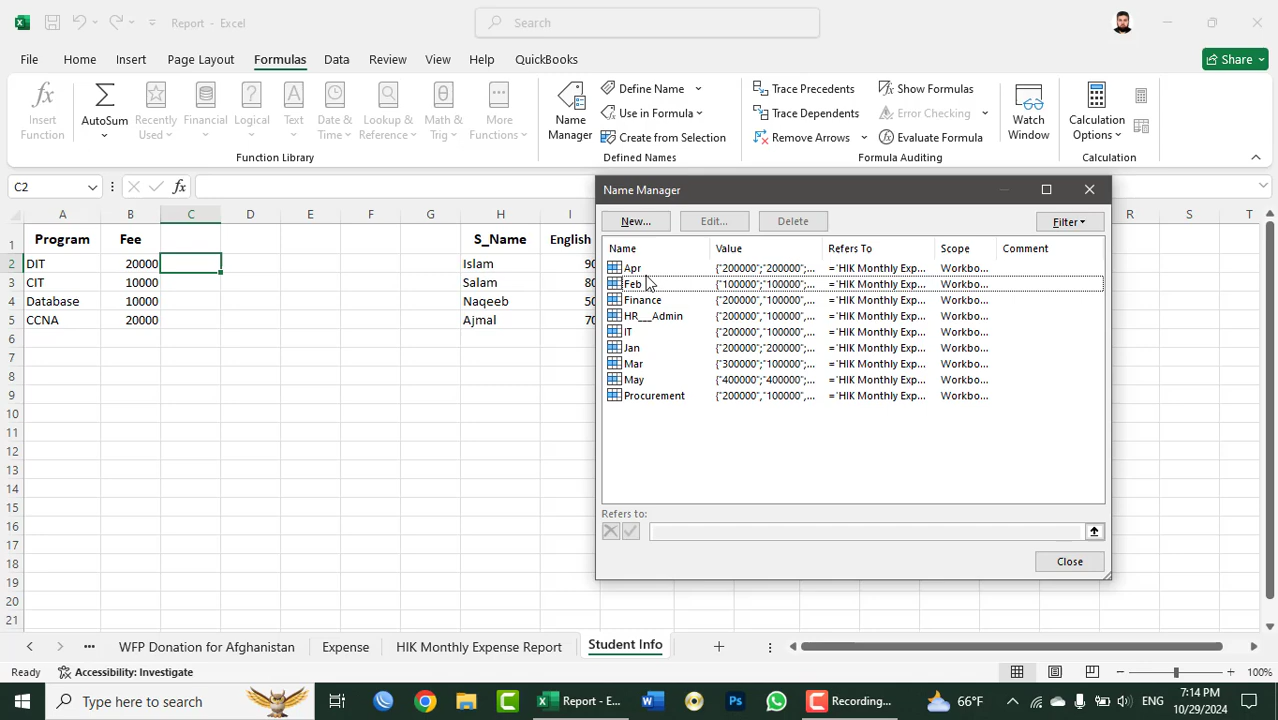 Report - Excel
Search
File Home Insert Page Layout Formulas Data Review View Help QuickBooks
Share
Insert Function
AutoSum
Recently Used
Financial
Logical
Text
Date & Time
Lookup & Reference
Math & Trig
More Functions
Function Library
Name Manager
Define Name
Use in Formula
Create from Selection
Defined Names
Trace Precedents
Trace Dependents
Remove Arrows
Show Formulas
Error Checking
Evaluate Formula
Formula Auditing
Watch Window
Calculation Options
Calculation
C2
fx
A B C D E F G H I R S T
1 Program Fee S_Name English
2 DIT 20000 Islam 90
3 CIT 10000 Salam 80
4 Database 10000 Naqeeb 50
5 CCNA 20000 Ajmal 70
6
7
8
9
10
11
12
13
14
15
16
17
18
19
20
21
Name Manager
New... Edit... Delete Filter
Name Value Refers To Scope Comment
Apr {"200000";"200000";... ='HIK Monthly Exp... Workbo...
Feb {"100000";"100000";... ='HIK Monthly Exp... Workbo...
Finance {"200000","100000",... ='HIK Monthly Exp... Workbo...
HR___Admin {"200000","100000",... ='HIK Monthly Exp... Workbo...
IT {"200000","100000",... ='HIK Monthly Exp... Workbo...
Jan {"200000";"200000";... ='HIK Monthly Exp... Workbo...
Mar {"300000";"100000";... ='HIK Monthly Exp... Workbo...
May {"400000";"400000";... ='HIK Monthly Exp... Workbo...
Procurement {"200000","100000",... ='HIK Monthly Exp... Workbo...
Refers to:
Close
... WFP Donation for Afghanistan Expense HIK Monthly Expense Report Student Info
Ready Accessibility: Investigate 100%
Type here to search
Report - E...
Recording...
66°F
ENG
7:14 PM
10/29/2024